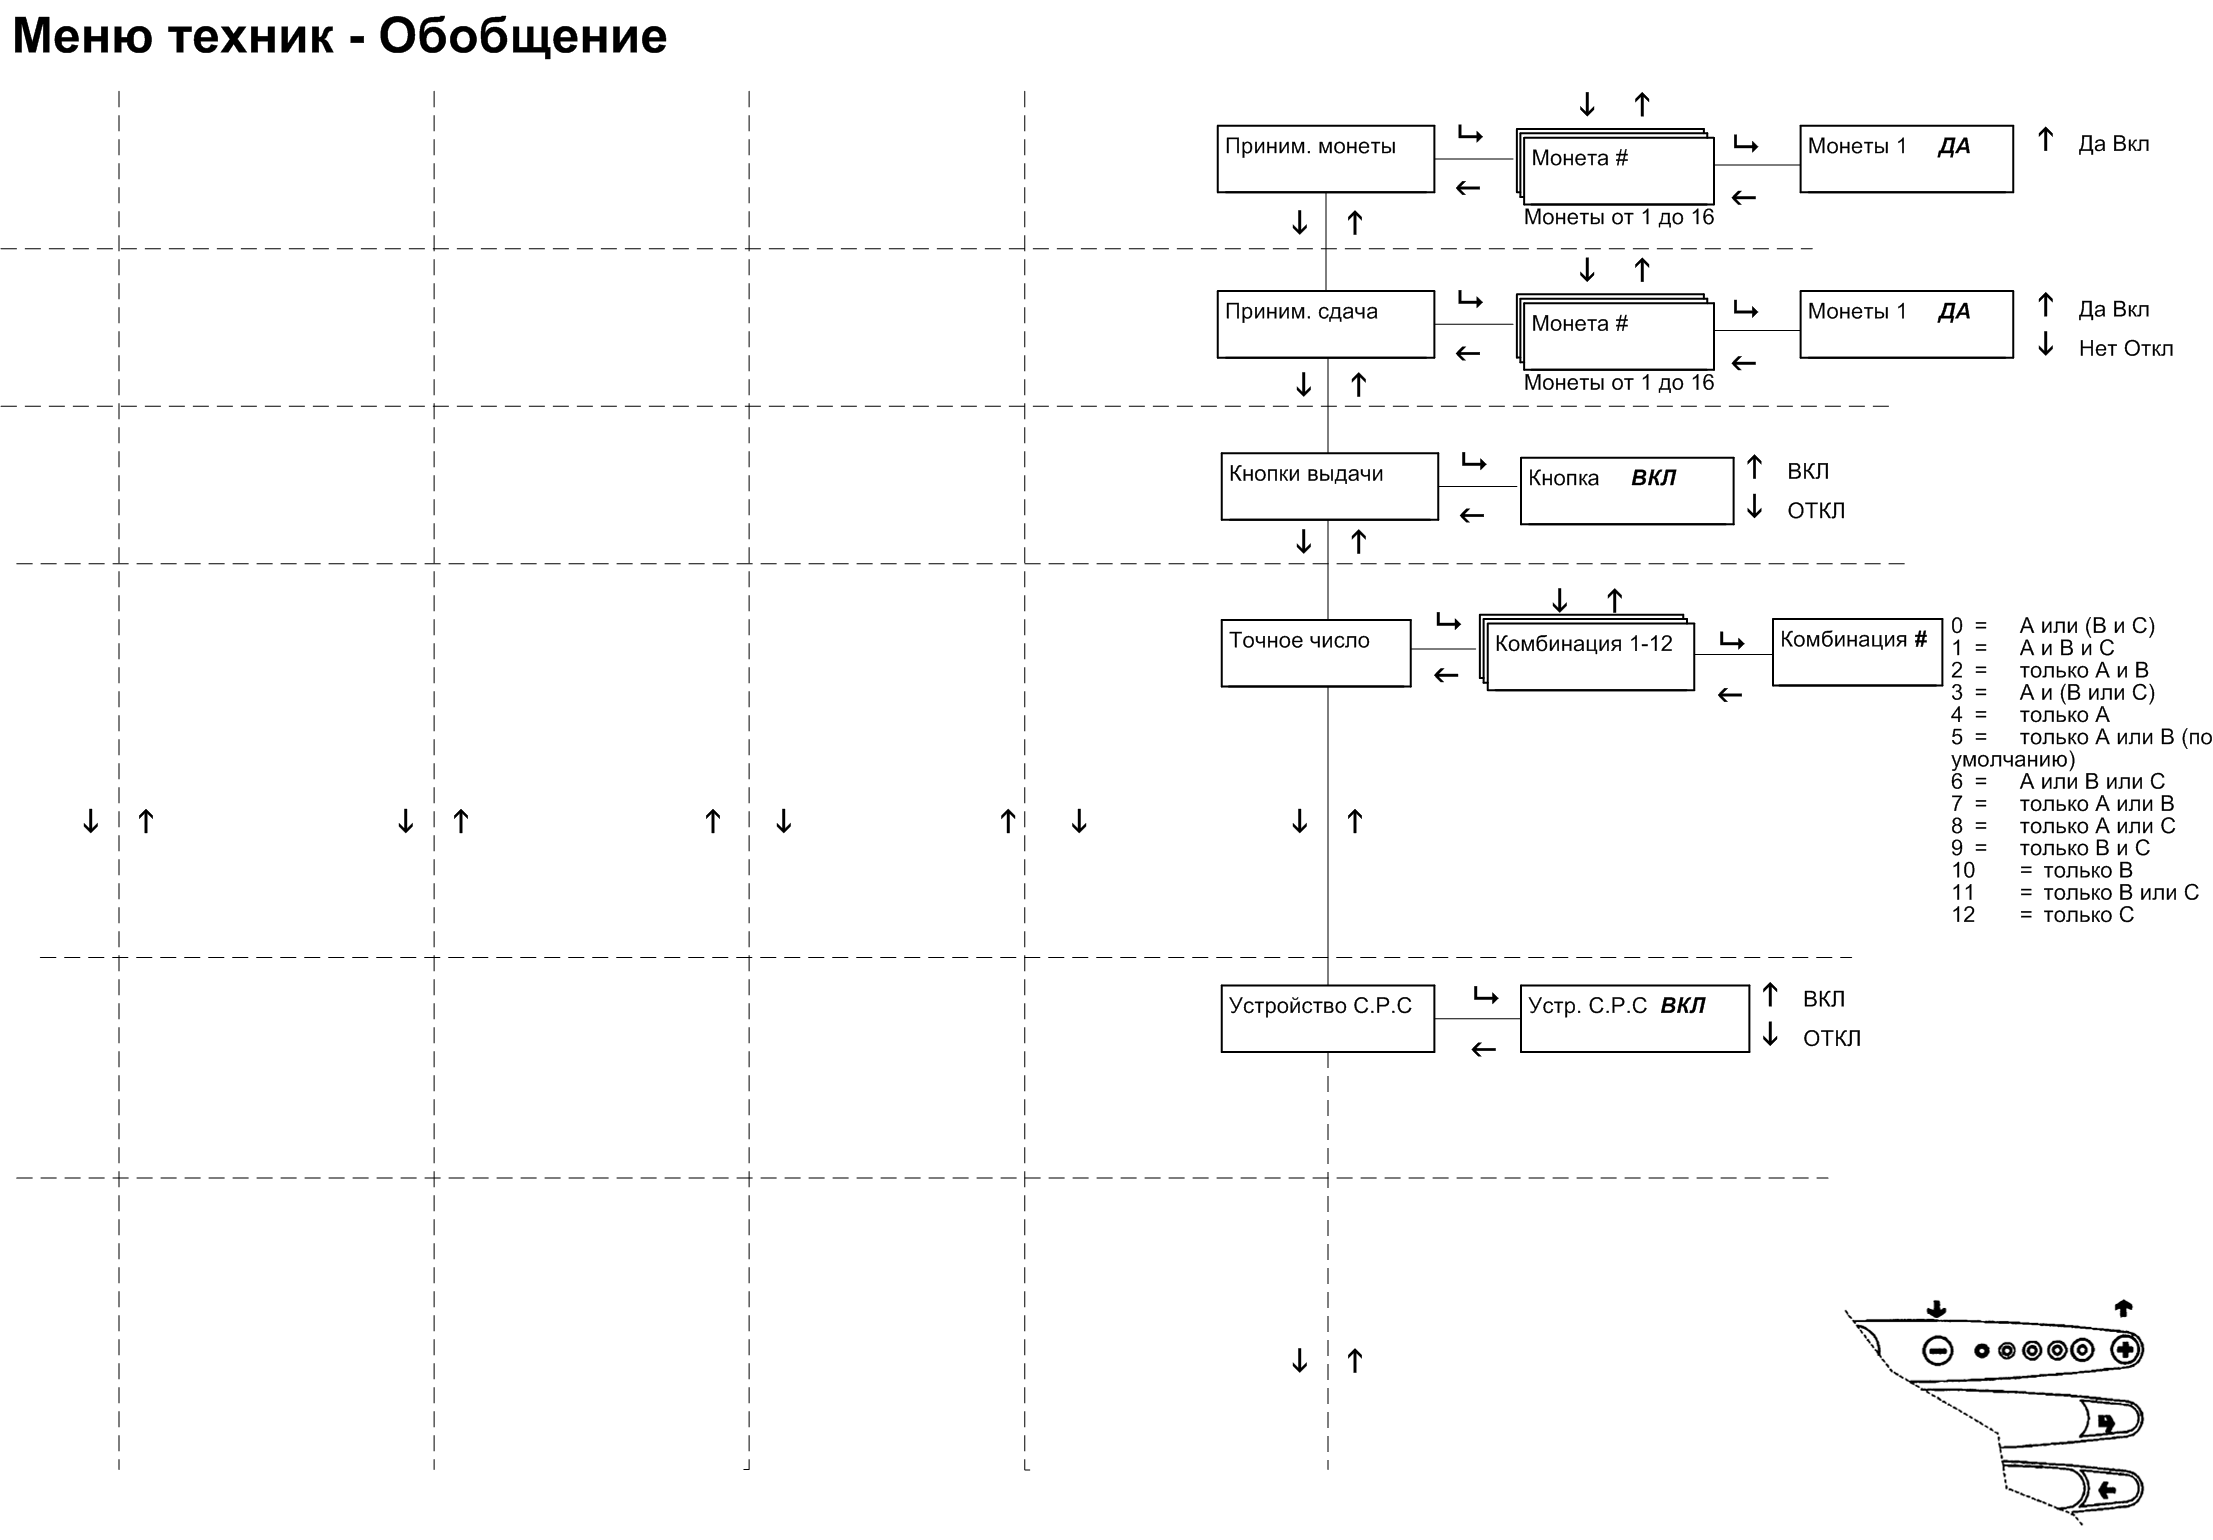 Меню техник - Обобщение
Приним. монеты
Монета #
Монеты от 1 до 16
Монеты 1 ДА
Да Вкл
Приним. сдача
Монета #
Монеты от 1 до 16
Монеты 1 ДА
Да Вкл
Нет Откл
Кнопки выдачи
Кнопка ВКЛ
ВКЛ
ОТКЛ
Точное число
Комбинация 1-12
Комбинация #
0 = А или (В и С)
1 = А и В и С
2 = только А и В
3 = А и (В или С)
4 = только А
5 = только А или В (по
умолчанию)
6 = А или В или С
7 = только А или В
8 = только А или С
9 = только В и С
10 = только В
11 = только В или С
12 = только С
Устройство С.Р.С
Устр. С.Р.С ВКЛ
ВКЛ
ОТКЛ